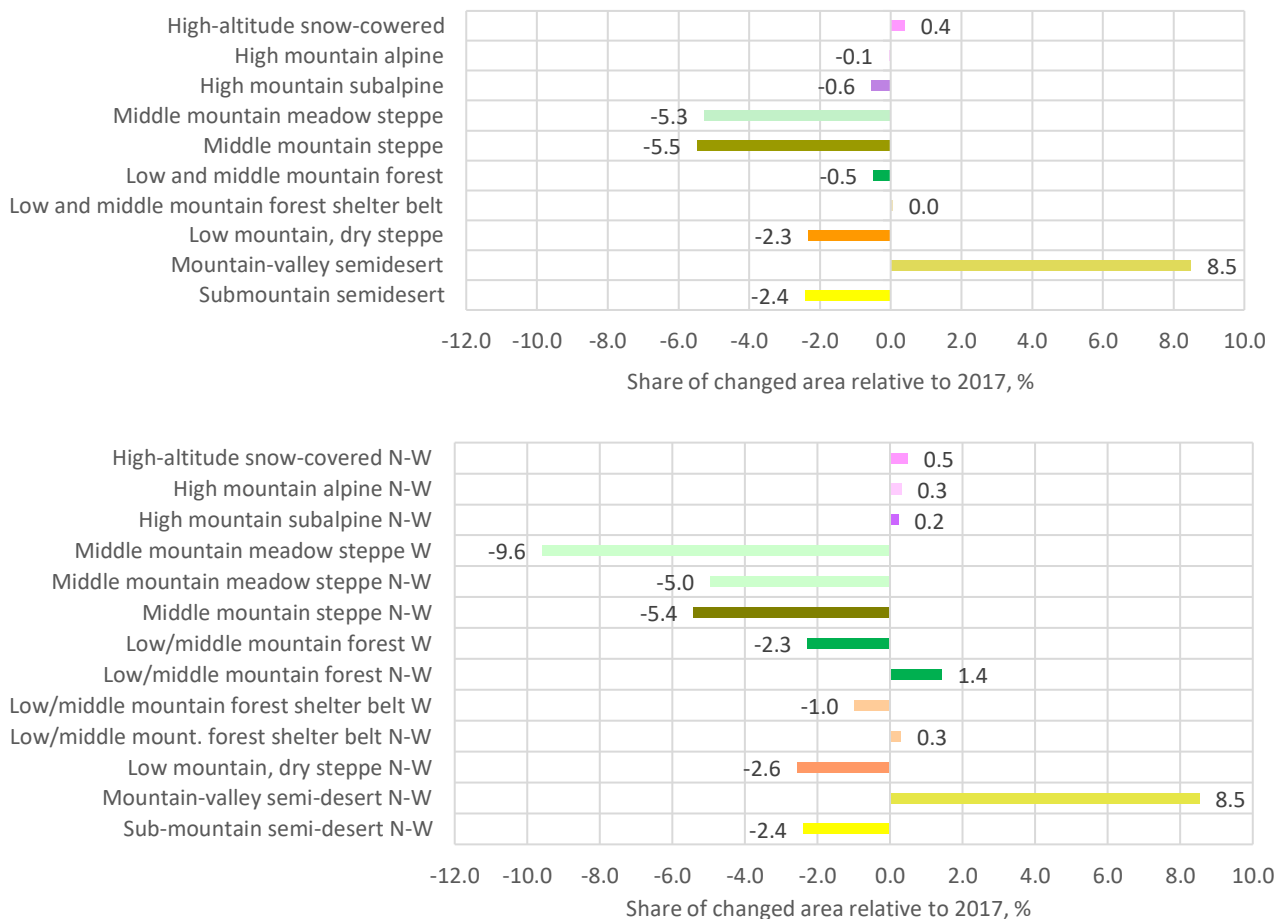 High-altitude snow-cowered 0.4
High mountain alpine -0.1
High mountain subalpine -0.6
Middle mountain meadow steppe -5.3
Middle mountain steppe -5.5
Low and middle mountain forest -0.5
Low and middle mountain forest shelter belt 0.0
Low mountain, dry steppe -2.3
Mountain-valley semidesert 8.5
Submountain semidesert -2.4
-12.0 -10.0 -8.0 -6.0 -4.0 -2.0 0.0 2.0 4.0 6.0 8.0 10.0
Share of changed area relative to 2017, %
High-altitude snow-covered N-W 0.5
High mountain alpine N-W 0.3
High mountain subalpine N-W 0.2
Middle mountain meadow steppe W -9.6
Middle mountain meadow steppe N-W -5.0
Middle mountain steppe N-W -5.4
Low/middle mountain forest W -2.3
Low/middle mountain forest N-W 1.4
Low/middle mountain forest shelter belt W -1.0
Low/middle mount. forest shelter belt N-W 0.3
Low mountain, dry steppe N-W -2.6
Mountain-valley semi-desert N-W 8.5
Sub-mountain semi-desert N-W -2.4
-12.0 -10.0 -8.0 -6.0 -4.0 -2.0 0.0 2.0 4.0 6.0 8.0 10.0
Share of changed area relative to 2017, %